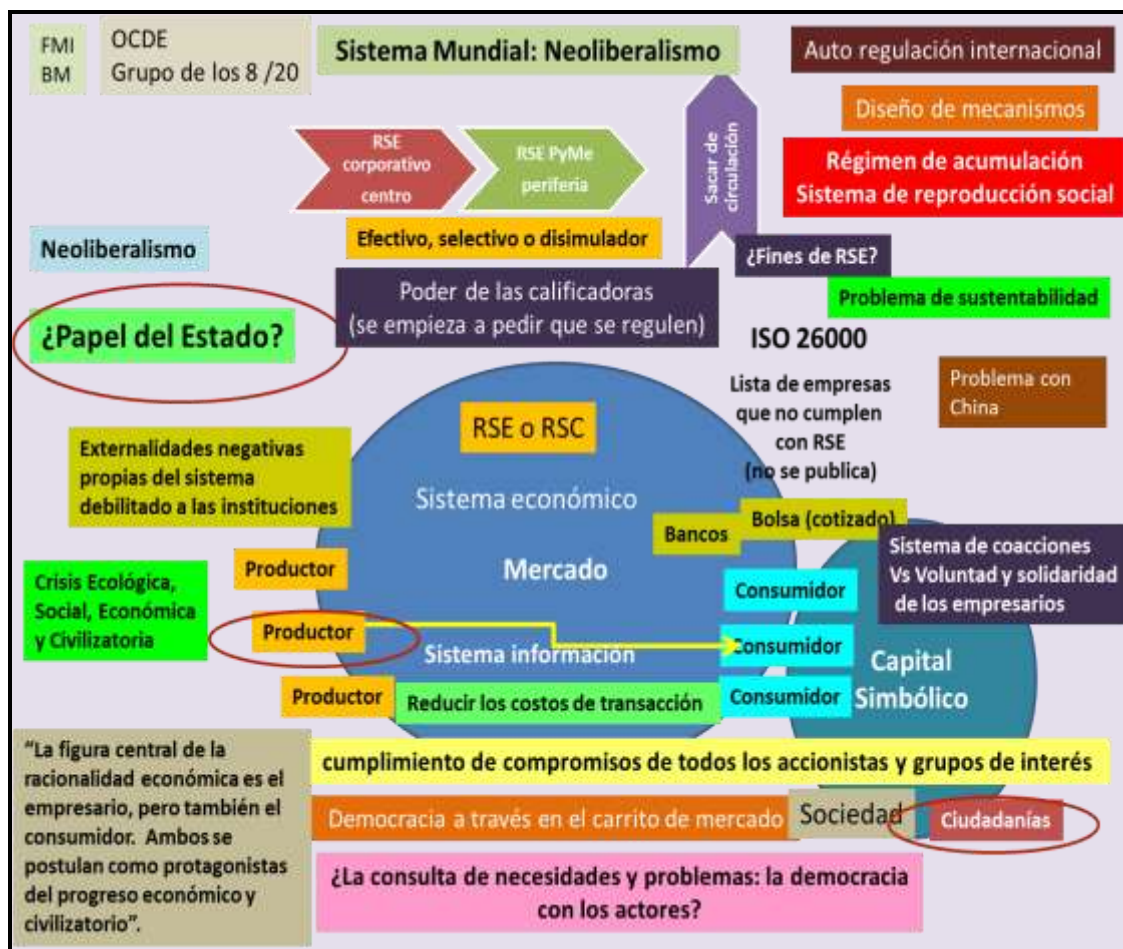 FMI
BM
OCDE
Grupo de los 8 /20
Sistema Mundial: Neoliberalismo
Auto regulación internacional
Diseño de mecanismos
Régimen de acumulación
Sistema de reproducción social
RSE
corporativo
centro
RSE PyMe
periferia
Sacar de
circulación
Neoliberalismo
Efectivo, selectivo o disimulador
¿Fines de RSE?
Problema de sustentabilidad
¿Papel del Estado?
Poder de las calificadoras
(se empieza a pedir que se regulen)
ISO 26000
Lista de empresas
que no cumplen
con RSE
(no se publica)
Problema con
China
RSE o RSC
Externalidades negativas
propias del sistema
debilitado a las instituciones
Sistema económico
Bancos
Bolsa (cotizado)
Mercado
Sistema de coacciones
Vs Voluntad y solidaridad
de los empresarios
Crisis Ecológica,
Social, Económica
y Civilizatoria
Productor
Consumidor
Productor
Consumidor
Sistema información
Capital
Simbólico
Productor
Reducir los costos de transacción
Consumidor
"La figura central de la
racionalidad económica es el
empresario, pero también el
consumidor. Ambos se
postulan como protagonistas
del progreso económico y
civilizatorio".
cumplimiento de compromisos de todos los accionistas y grupos de interés
Democracia a través en el carrito de mercado
Sociedad
Ciudadanías
¿La consulta de necesidades y problemas: la democracia
con los actores?